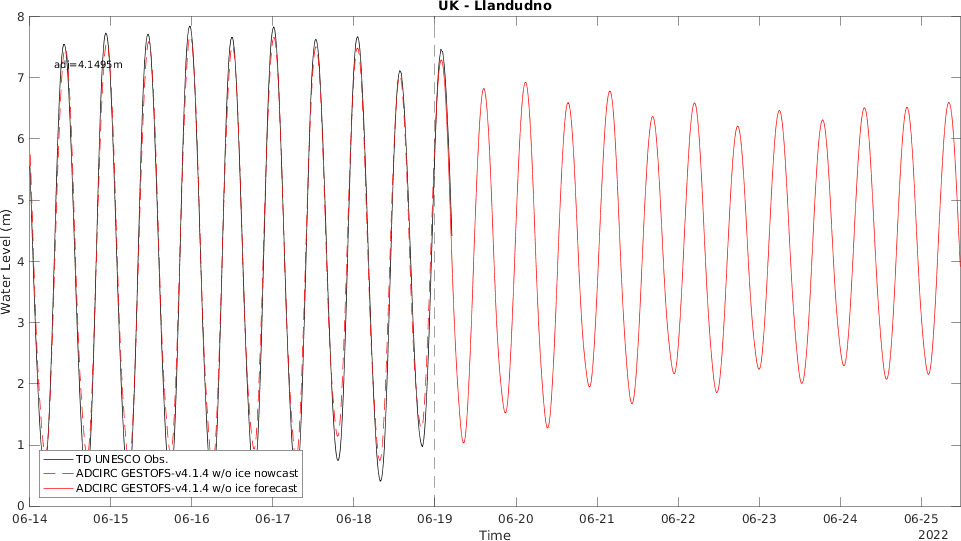 UK - Llandudno
8
7
6
5
4
3
2
1
0
Water Level (m)
adj=4.1495m
TD UNESCO Obs.
ADCIRC GESTOFS-v4.1.4 w/o ice nowcast
ADCIRC GESTOFS-v4.1.4 w/o ice forecast
06-14 06-15 06-16 06-17 06-18 06-19 06-20 06-21 06-22 06-23 06-24 06-25
Time
2022